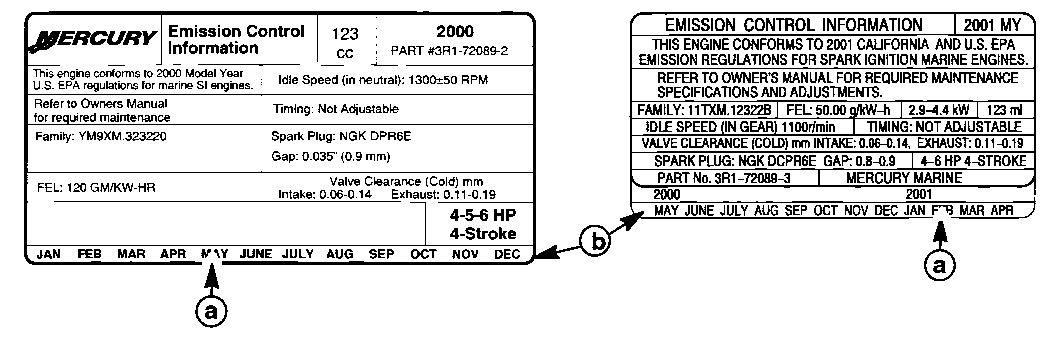 MERCURY
Emission Control
Information
123
cc
2000
PART #3R1-72089-2
This engine conforms to 2000 Model Year
U.S. EPA regulations for marine SI engines.
Idle Speed (in neutral): 1300±50 RPM
Refer to Owners Manual
for required maintenance
Timing: Not Adjustable
Family: YM9XM.323220
Spark Plug: NGK DPR6E
Gap: 0.035" (0.9 mm)
FEL: 120 GM/KW-HR
Valve Clearance (Cold) mm
Intake: 0.06-0.14 Exhaust: 0.11-0.19
4-5-6 HP
4-Stroke
JAN FEB MAR APR MAY JUNE JULY AUG SEP OCT NOV DEC
a
b
EMISSION CONTROL INFORMATION 2001 MY
THIS ENGINE CONFORMS TO 2001 CALIFORNIA AND U.S. EPA
EMISSION REGULATIONS FOR SPARK IGNITION MARINE ENGINES.
REFER TO OWNER'S MANUAL FOR REQUIRED MAINTENANCE
SPECIFICATIONS AND ADJUSTMENTS.
FAMILY: 11TXM.12322B FEL: 50.00 g/kW-h 2.9-4.4 kW 123 ml
IDLE SPEED (IN GEAR) 1100r/min TIMING: NOT ADJUSTABLE
VALVE CLEARANCE (COLD) mm INTAKE: 0.06-0.14, EXHAUST: 0.11-0.19
SPARK PLUG: NGK DCPR6E GAP: 0.8-0.9 4-6 HP 4-STROKE
PART No. 3R1-72089-3 MERCURY MARINE
2000 2001
MAY JUNE JULY AUG SEP OCT NOV DEC JAN FEB MAR APR
a